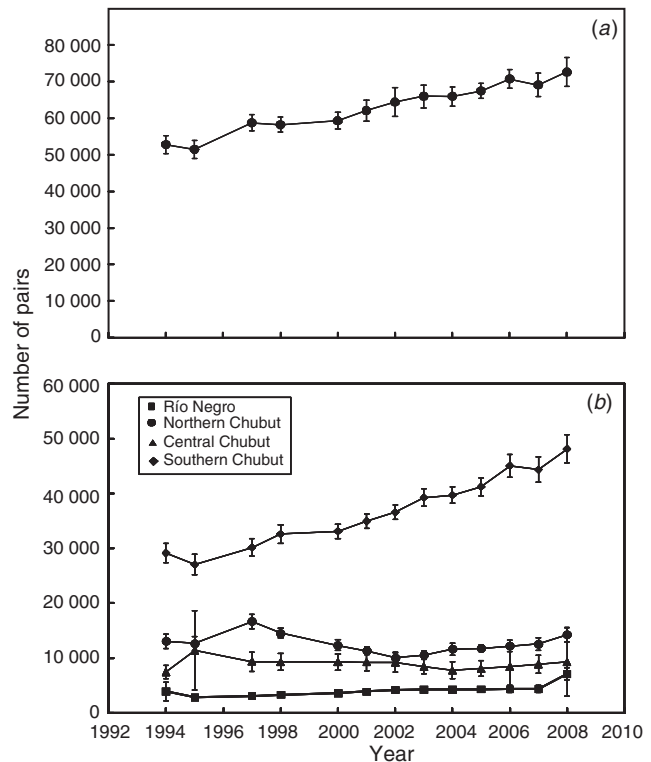 (a)
80 000
70 000
60 000
50 000
40 000
30 000
20 000
10 000
0
Number of pairs
60 000
(b)
Río Negro
Northern Chubut
Central Chubut
Southern Chubut
50 000
40 000
30 000
20 000
10 000
0
1992 1994 1996 1998 2000 2002 2004 2006 2008 2010
Year